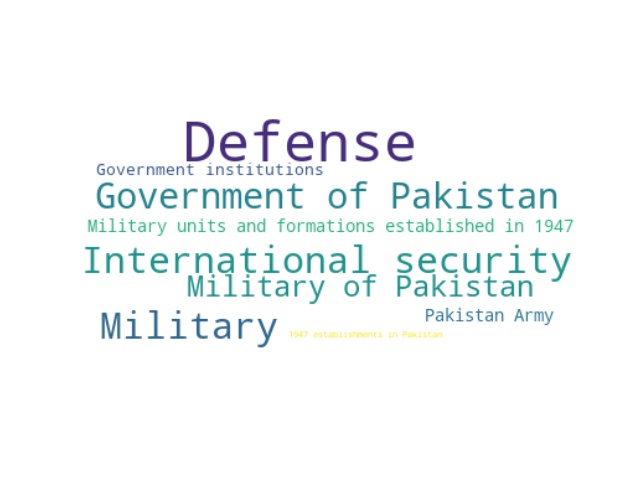 Defense
Government institutions
Government of Pakistan
Military units and formations established in 1947
International security
Military of Pakistan
Pakistan Army
Military
1947 establishments in Pakistan